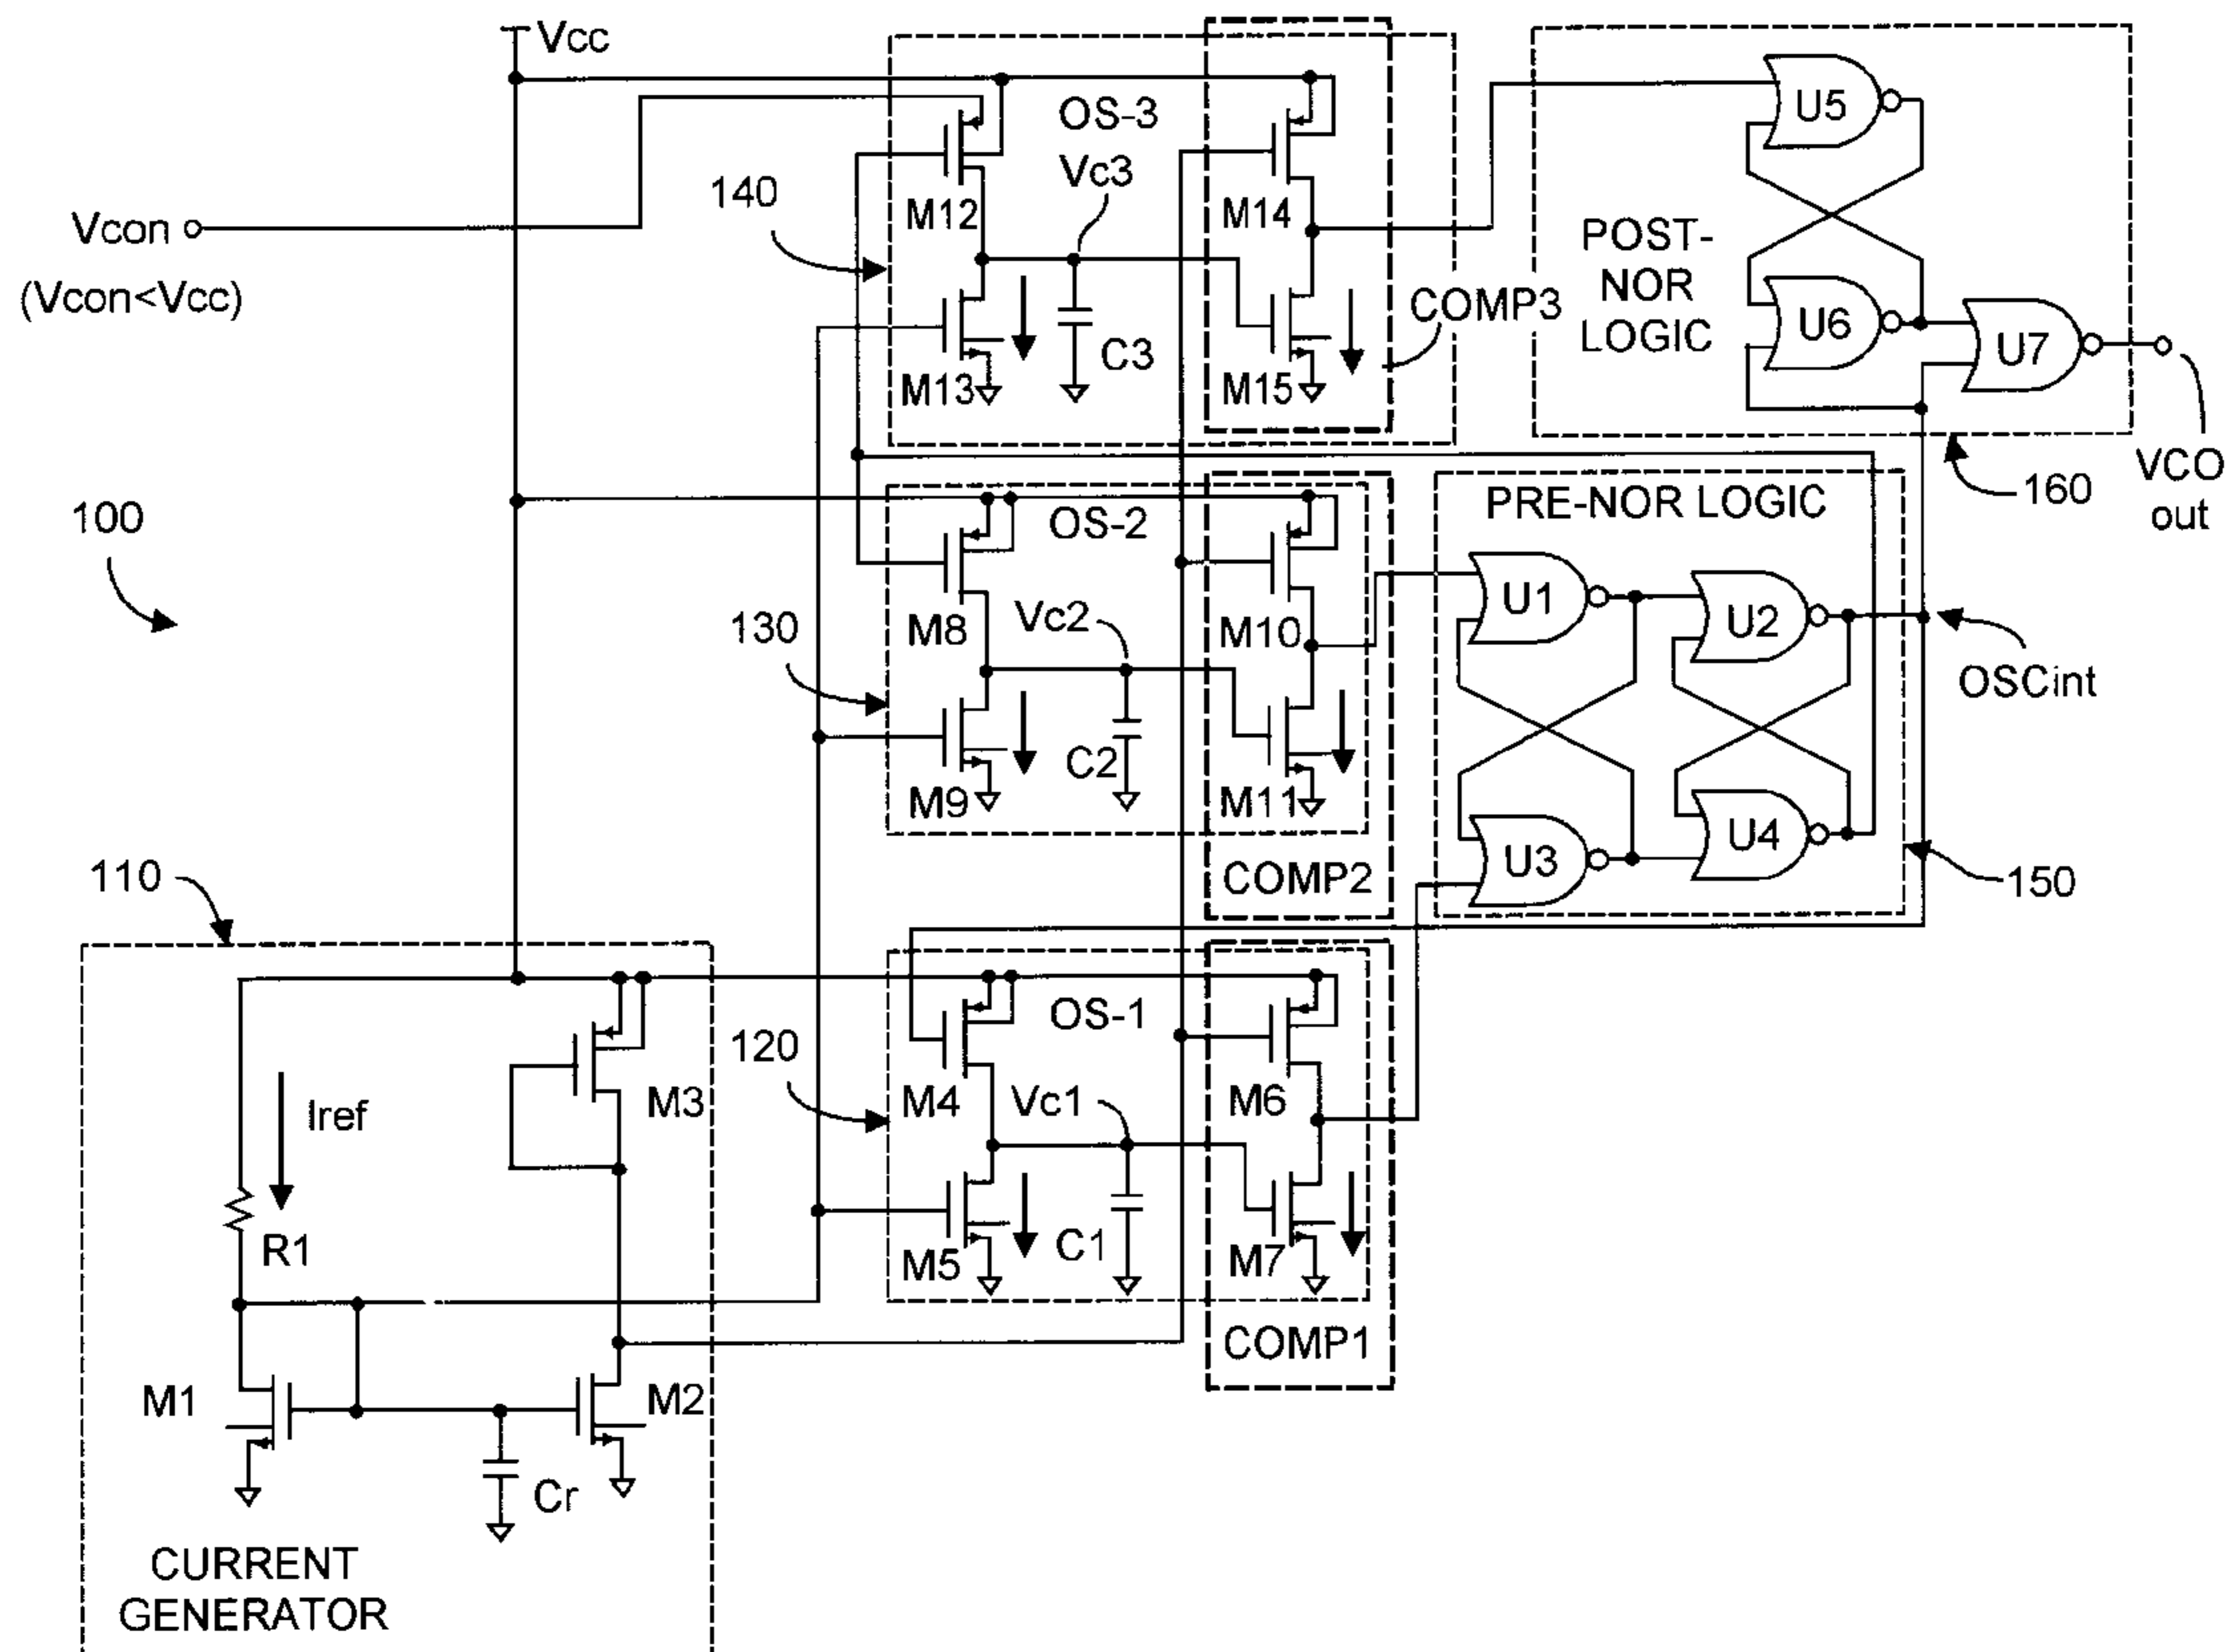 Vcc
OS-3
Vc3
140
M12
M14
U5
Vcon
(Vcon<Vcc)
POST-
NOR
LOGIC
COMP3
C3
M13
M15
U6
U7
VCO
out
160
100
OS-2
PRE-NOR LOGIC
130
M8
Vc2
M10
U1
U2
OSCint
C2
M9
M11
U3
U4
COMP2
150
110
OS-1
120
M4
Vc1
M6
Iref
M3
R1
M5
C1
M7
COMP1
M1
M2
Cr
CURRENT
GENERATOR